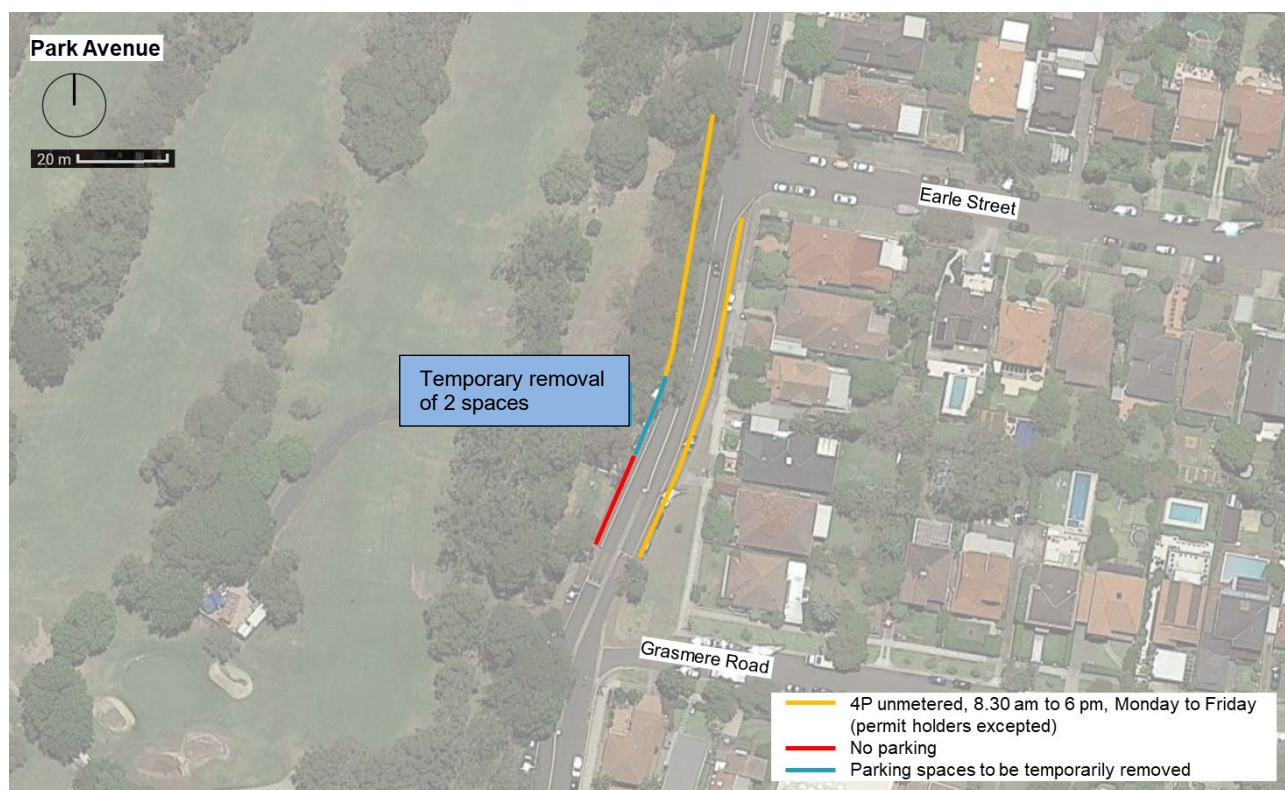 Park Avenue
20 m
Earle Street
Temporary removal
of 2 spaces
Grasmere Road
4P unmetered, 8.30 am to 6 pm, Monday to Friday
(permit holders excepted)
No parking
Parking spaces to be temporarily removed